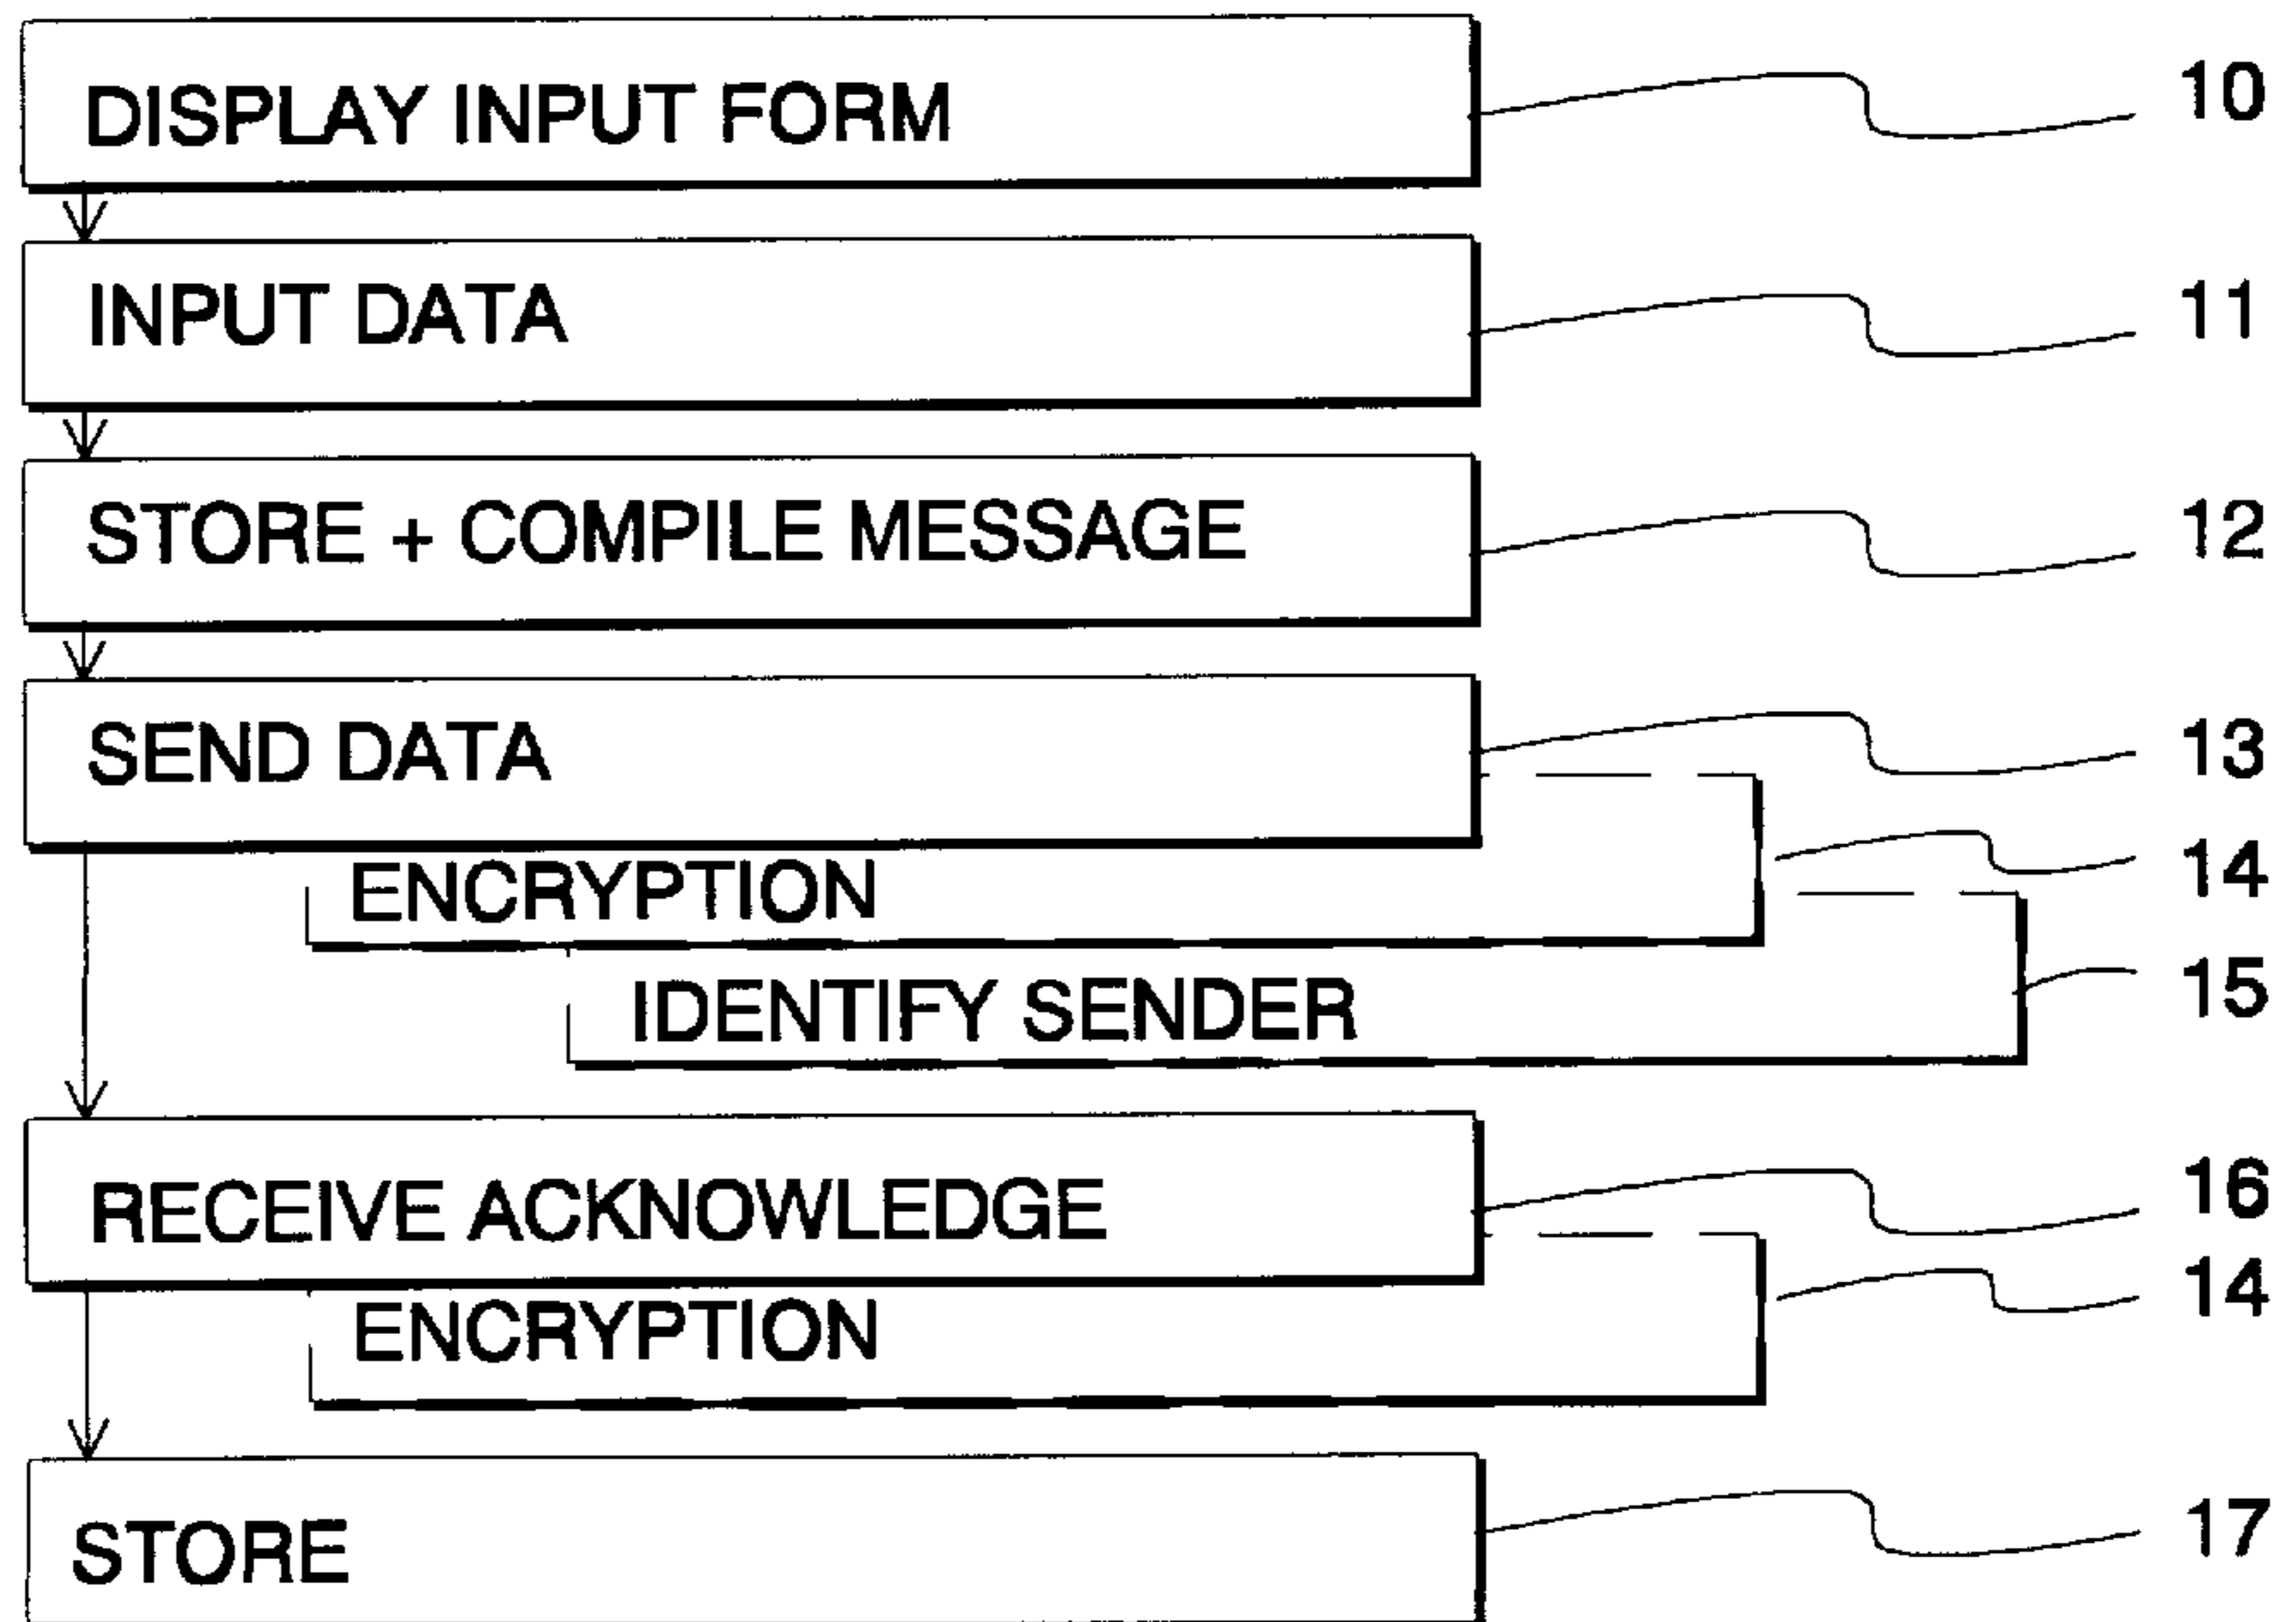 DISPLAY INPUT FORM 10
INPUT DATA 11
STORE + COMPILE MESSAGE 12
SEND DATA 13
ENCRYPTION 14
IDENTIFY SENDER 15
RECEIVE ACKNOWLEDGE 16
ENCRYPTION 14
STORE 17